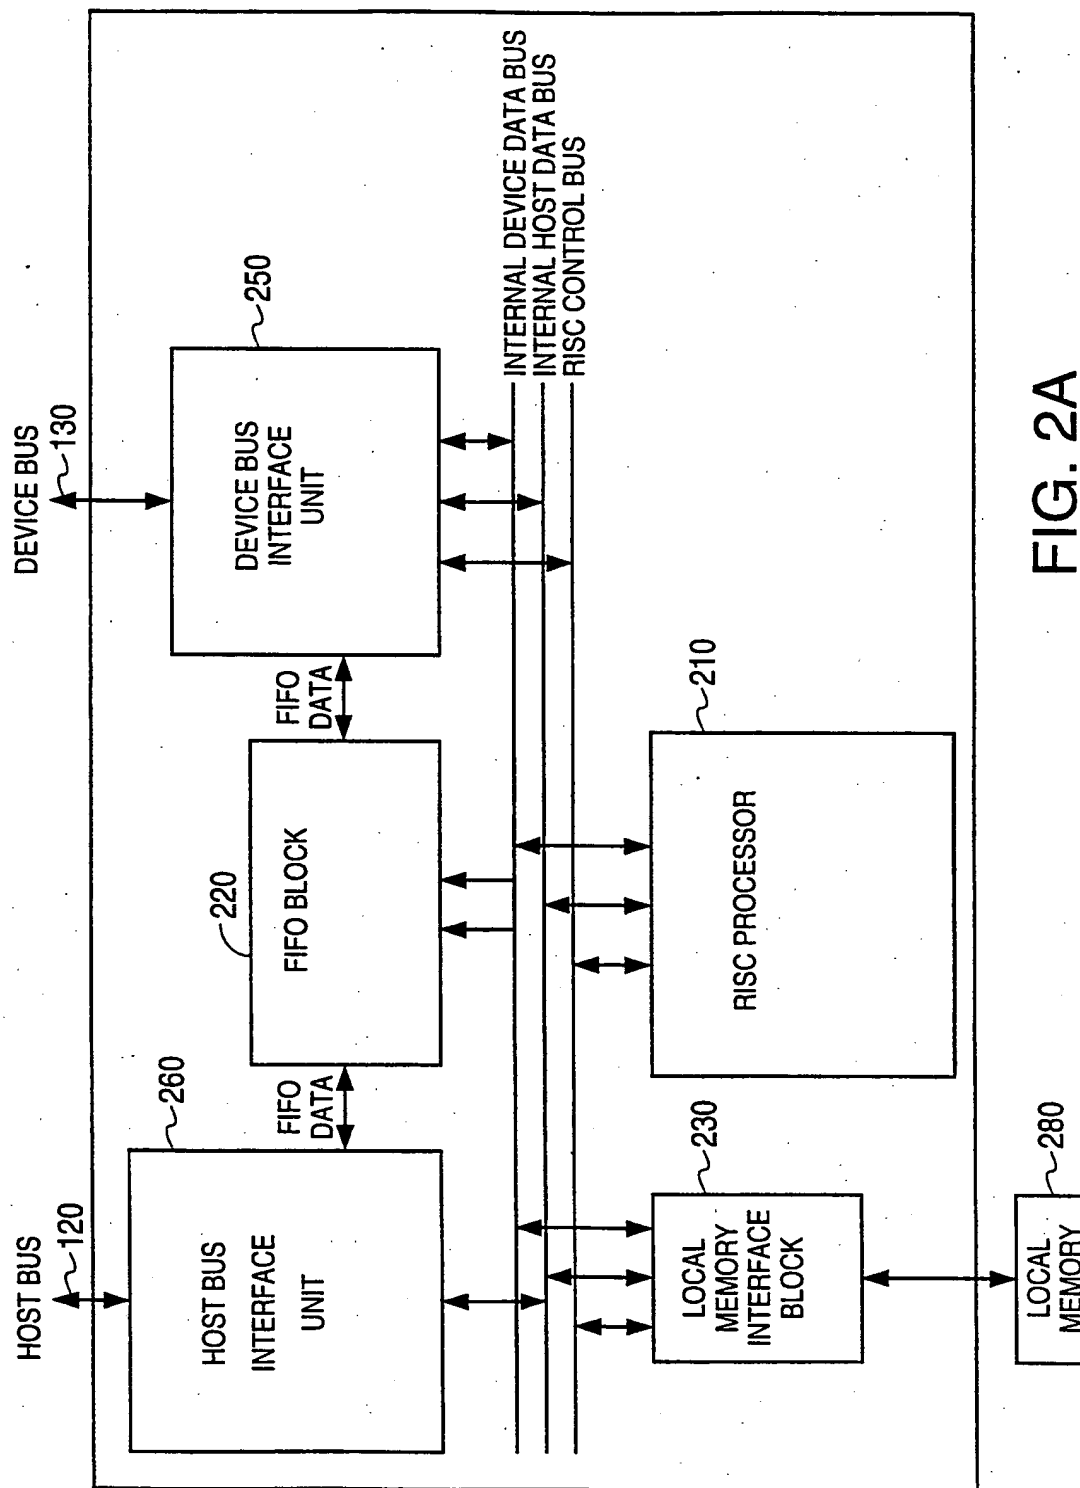 HOST BUS
120
DEVICE BUS
130
260
HOST BUS
INTERFACE
UNIT
FIFO
DATA
220
FIFO BLOCK
FIFO
DATA
250
DEVICE BUS
INTERFACE
UNIT
INTERNAL DEVICE DATA BUS
INTERNAL HOST DATA BUS
RISC CONTROL BUS
230
LOCAL
MEMORY
INTERFACE
BLOCK
210
RISC PROCESSOR
280
LOCAL
MEMORY
FIG. 2A